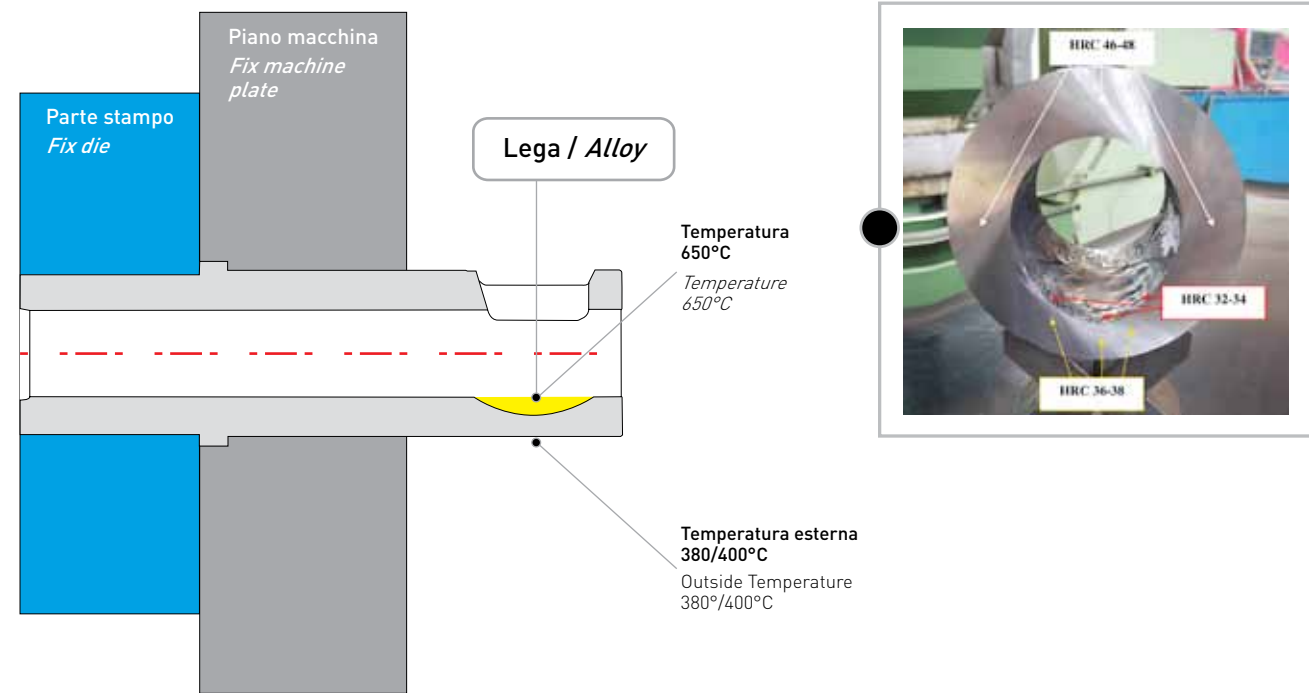 Piano macchina
Fix machine
plate
Parte stampo
Fix die
Lega / Alloy
Temperatura
650°C
Temperature
650°C
Temperatura esterna
380/400°C
Outside Temperature
380°/400°C
HRC 46-48
HRC 32-34
HRC 36-38